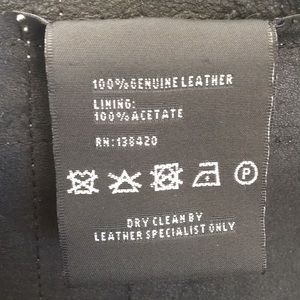 100% GENUINE LEATHER
LINING:
100% ACETATE
RN: 138420
P
DRY CLEAN BY
LEATHER SPECIALIST ONLY